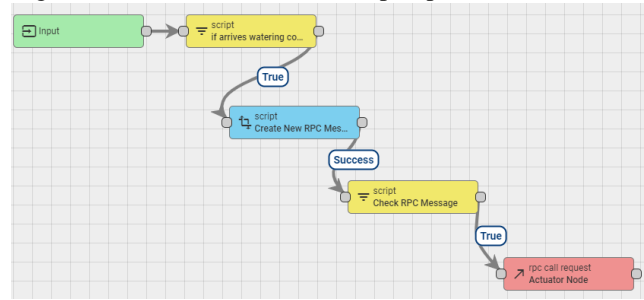 Input
script
if arrives watering co...
True
script
Create New RPC Mes...
Success
script
Check RPC Message
True
rpc call request
Actuator Node